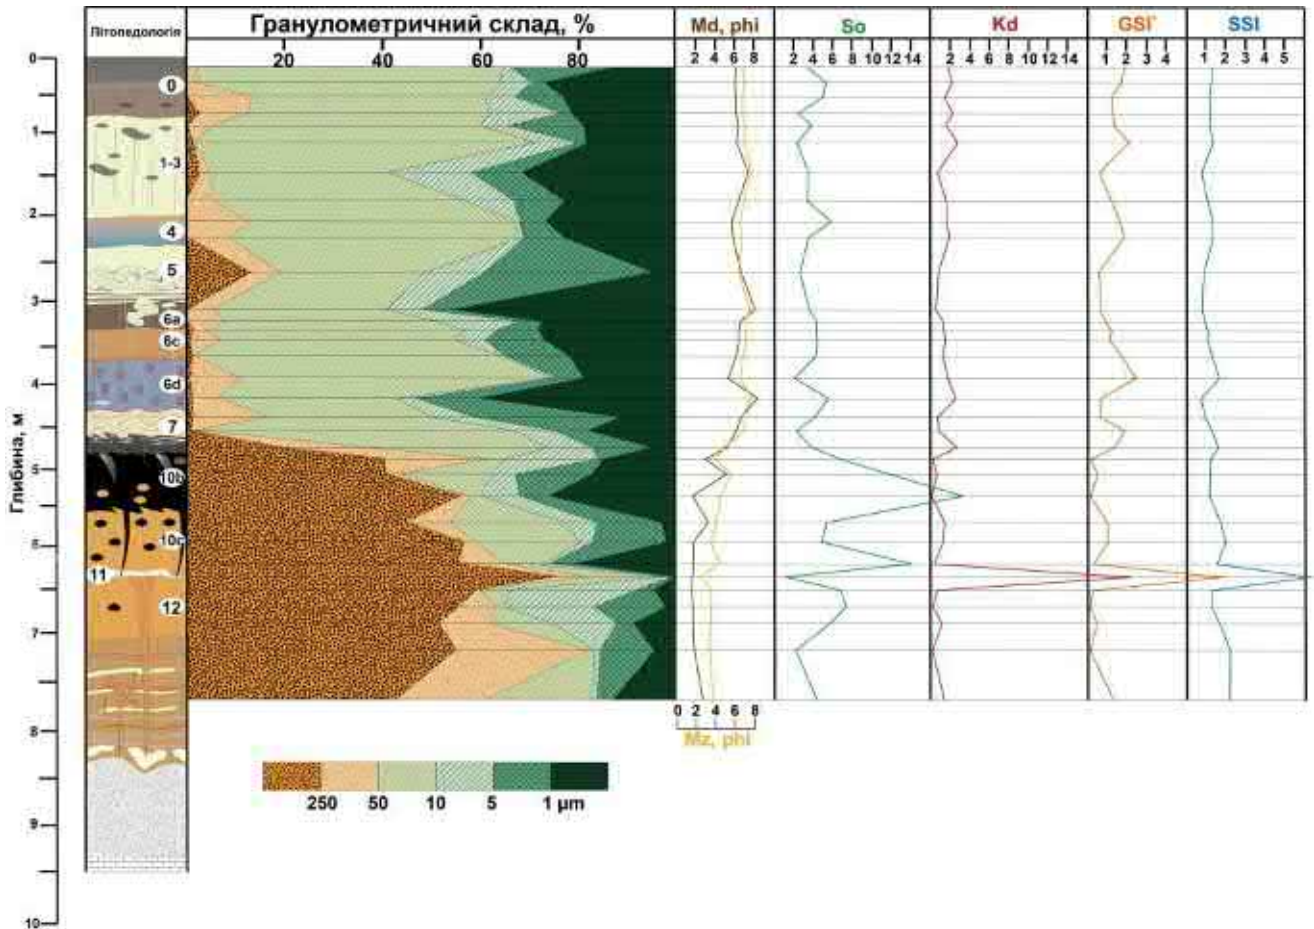 Літопедологія
Гранулометричний склад, %
Md, phi
So
Kd
GSI*
SSI
20 40 60 80
2 4 6 8
2 4 6 8 10 12 14
2 4 6 8 10 12 14
1 2 3 4
1 2 3 4 5
Глибина, м
0
1
2
3
4
5
6
7
8
9
10
0
1-3
4
5
6a
6c
6d
7
10b
10c
11
12
0 2 4 6 8
Mz, phi
250 50 10 5 1 µm